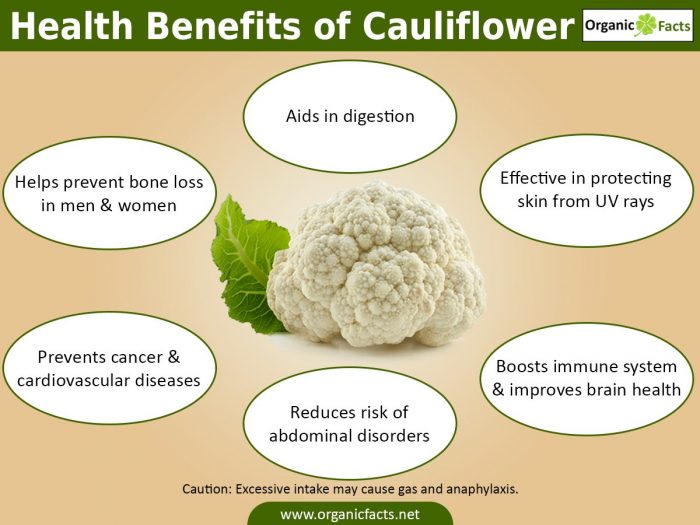 Health Benefits of Cauliflower
Organic Facts
Aids in digestion
Helps prevent bone loss
in men & women
Effective in protecting
skin from UV rays
Prevents cancer &
cardiovascular diseases
Boosts immune system
& improves brain health
Reduces risk of
abdominal disorders
Caution: Excessive intake may cause gas and anaphylaxis.
www.organicfacts.net